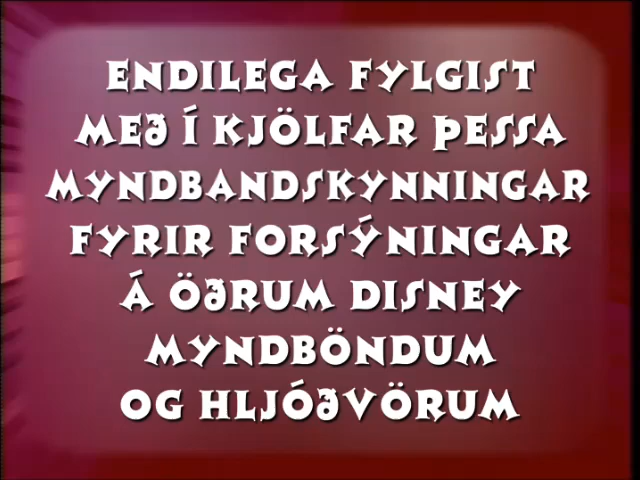 ENDILEGA FYLGIST
MEÐ Í KJÖLFAR ÞESSA
MYNDBANDSKYNNINGAR
FYRIR FORSÝNINGAR
Á ÖÐRUM DISNEY
MYNDBÖNDUM
OG HLJÓÐVÖRUM